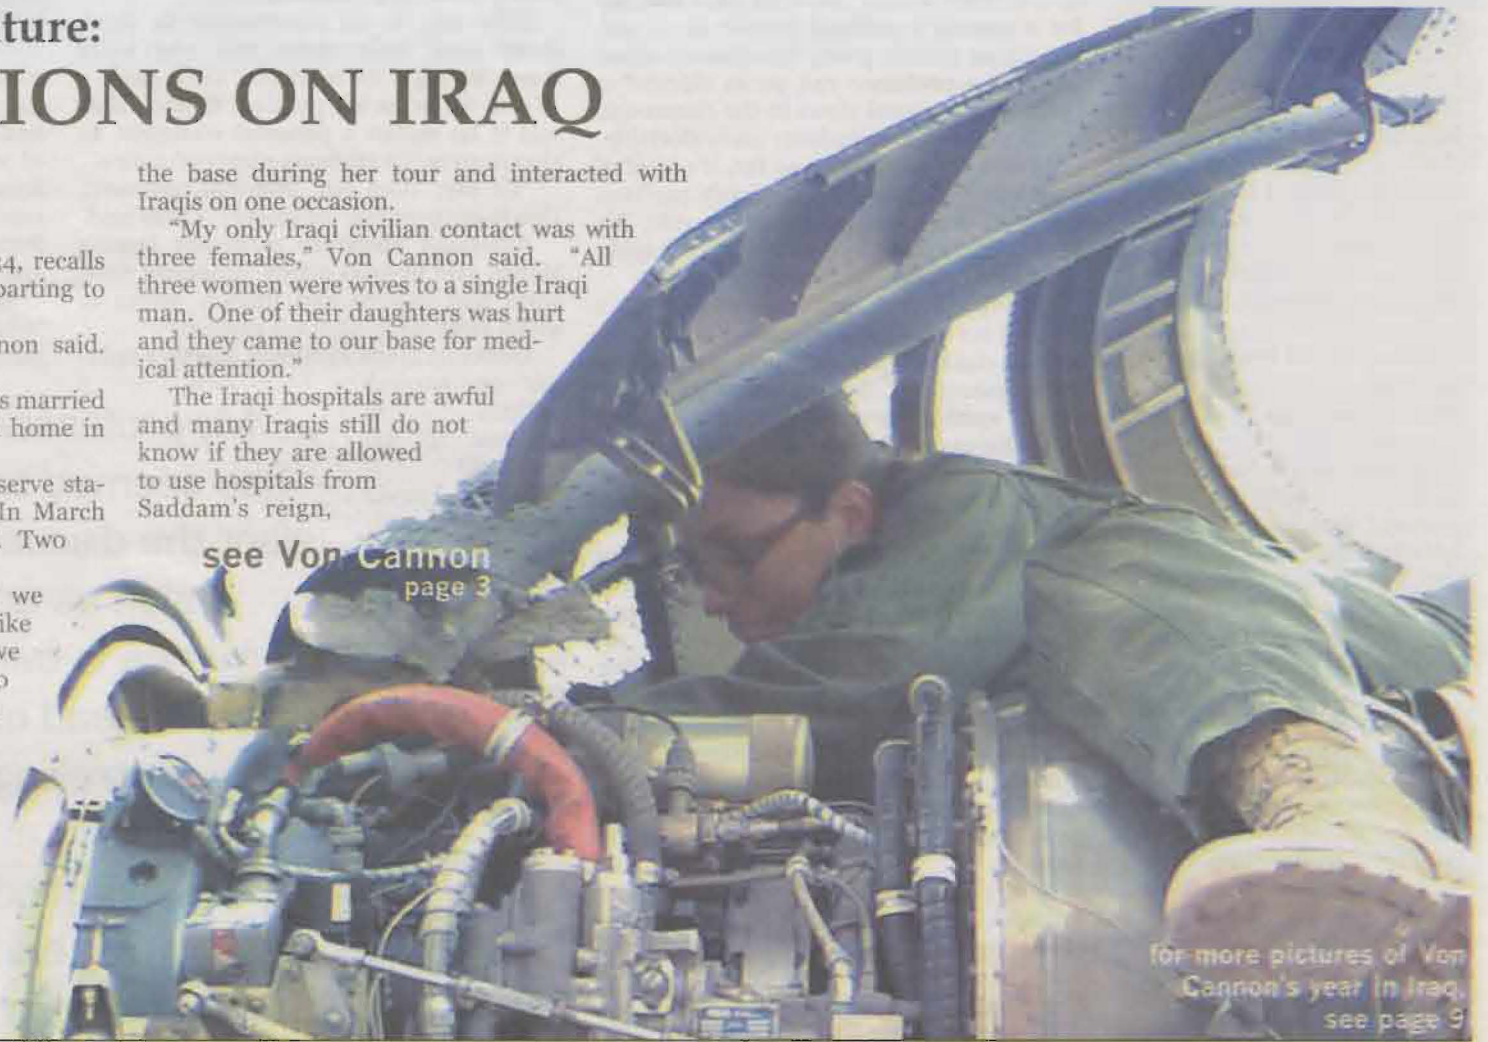 ture:
IONS ON IRAQ
4, recalls
parting to
non said.
s married
home in
serve sta-
In March
. Two
we
ike
ve
the base during her tour and interacted with
Iraqis on one occasion.
"My only Iraqi civilian contact was with
three females," Von Cannon said. "All
three women were wives to a single Iraqi
man. One of their daughters was hurt
and they came to our base for med-
ical attention."
The Iraqi hospitals are awful
and many Iraqis still do not
know if they are allowed
to use hospitals from
Saddam's reign,
see Von Cannon
page 3
for more pictures of Von
Cannon's year in Iraq,
see page 9